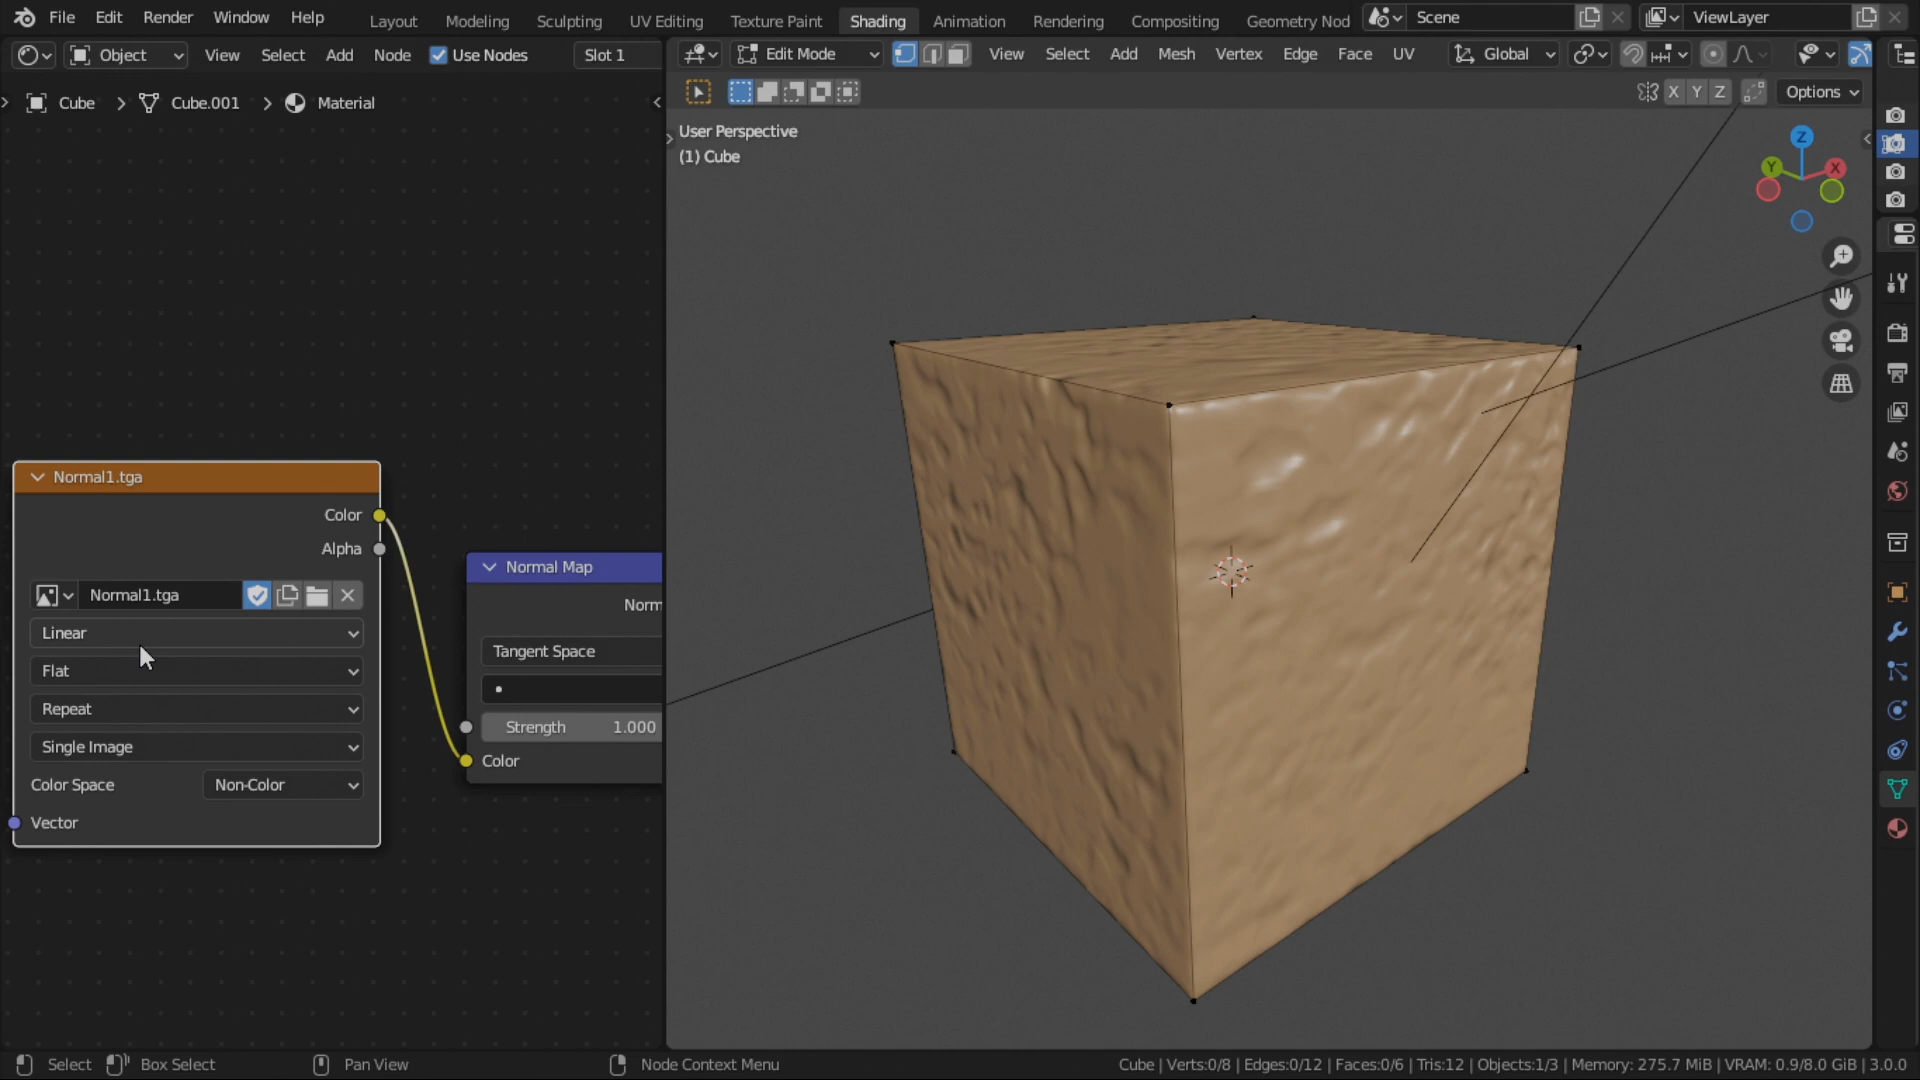 File Edit Render Window Help
Layout Modeling Sculpting UV Editing Texture Paint Shading Animation Rendering Compositing Geometry Nod
Scene
ViewLayer
Object View Select Add Node Use Nodes Slot 1
Edit Mode View Select Add Mesh Vertex Edge Face UV Global
Cube Cube.001 Material
X Y Z Options
User Perspective
(1) Cube
Z
Y
X
Normal1.tga
Color
Alpha
Normal1.tga
Linear
Flat
Repeat
Single Image
Color Space Non-Color
Vector
Normal Map
Norm
Tangent Space
Strength 1.000
Color
Select Box Select Pan View Node Context Menu
Cube | Verts:0/8 | Edges:0/12 | Faces:0/6 | Tris:12 | Objects:1/3 | Memory: 275.7 MiB | VRAM: 0.9/8.0 GiB | 3.0.0